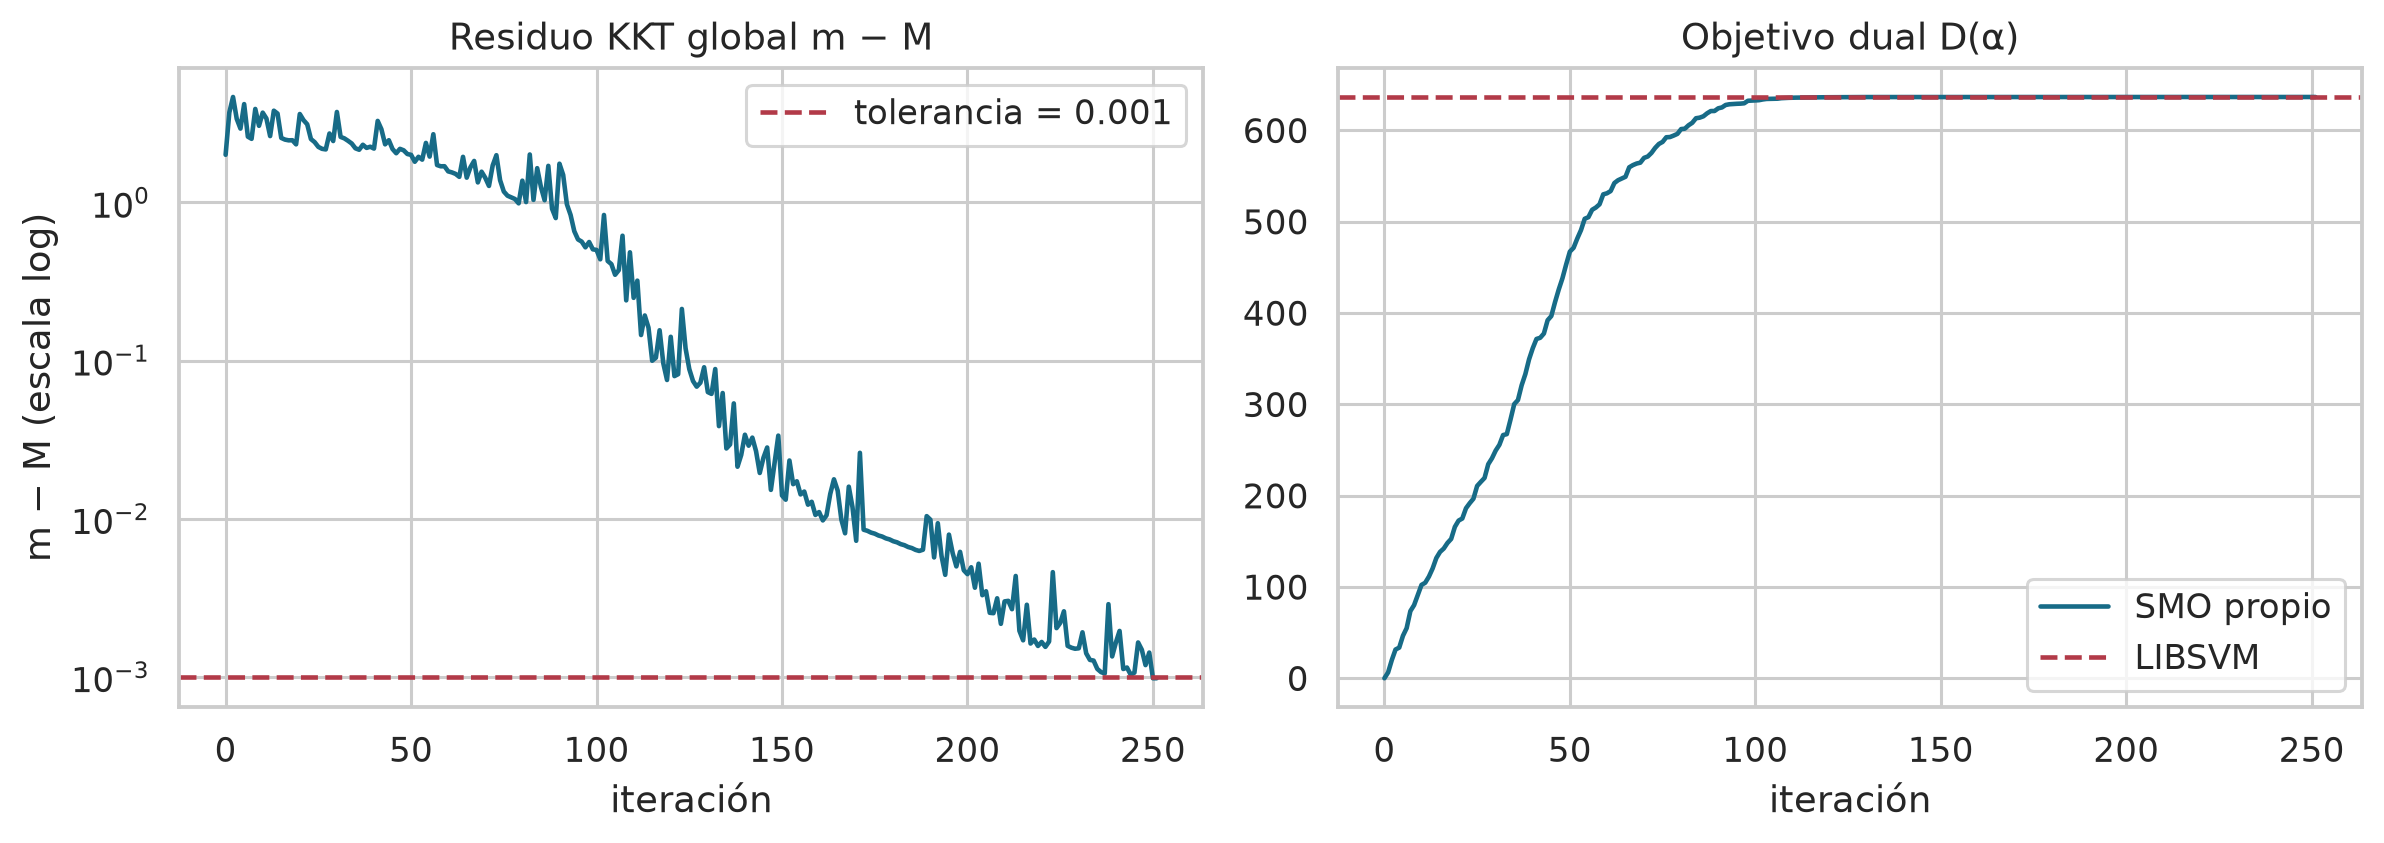 Residuo KKT global m − M
tolerancia = 0.001
m − M (escala log)
10⁰
10⁻¹
10⁻²
10⁻³
0 50 100 150 200 250
iteración
Objetivo dual D(α)
600
500
400
300
200
100
0
SMO propio
LIBSVM
0 50 100 150 200 250
iteración